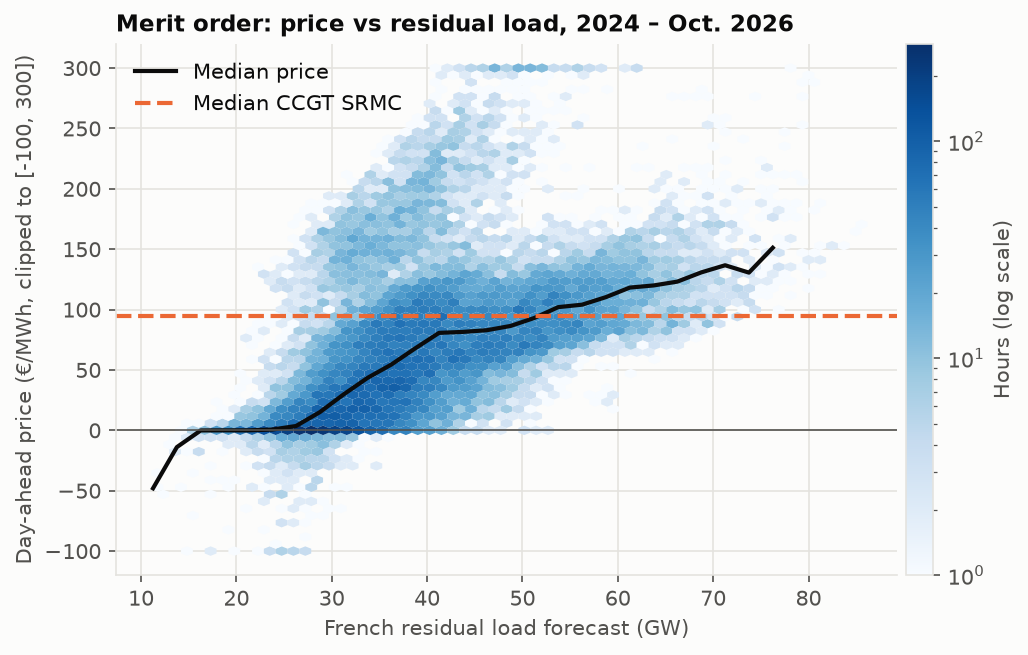 Merit order: price vs residual load, 2024 – Oct. 2026
Median price
Median CCGT SRMC
Day-ahead price (€/MWh, clipped to [-100, 300])
300
250
200
150
100
50
0
−50
−100
10 20 30 40 50 60 70 80
French residual load forecast (GW)
10²
10¹
10⁰
Hours (log scale)